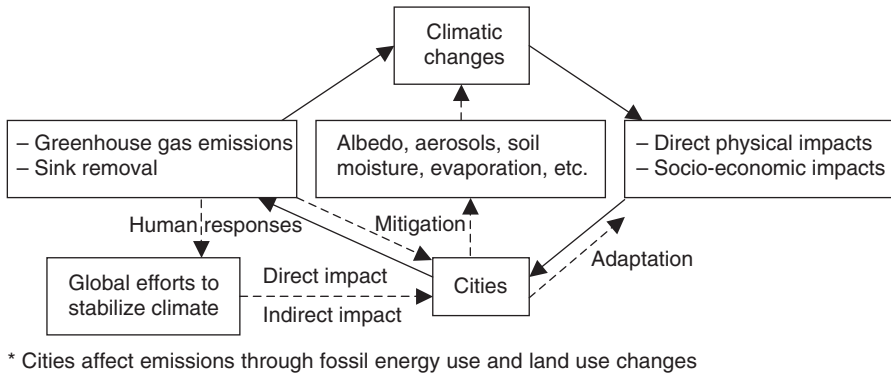 Climatic
changes
– Greenhouse gas emissions
– Sink removal
Albedo, aerosols, soil
moisture, evaporation, etc.
– Direct physical impacts
– Socio-economic impacts
Human responses
Mitigation
Adaptation
Global efforts to
stabilize climate
Direct impact
Indirect impact
Cities
* Cities affect emissions through fossil energy use and land use changes